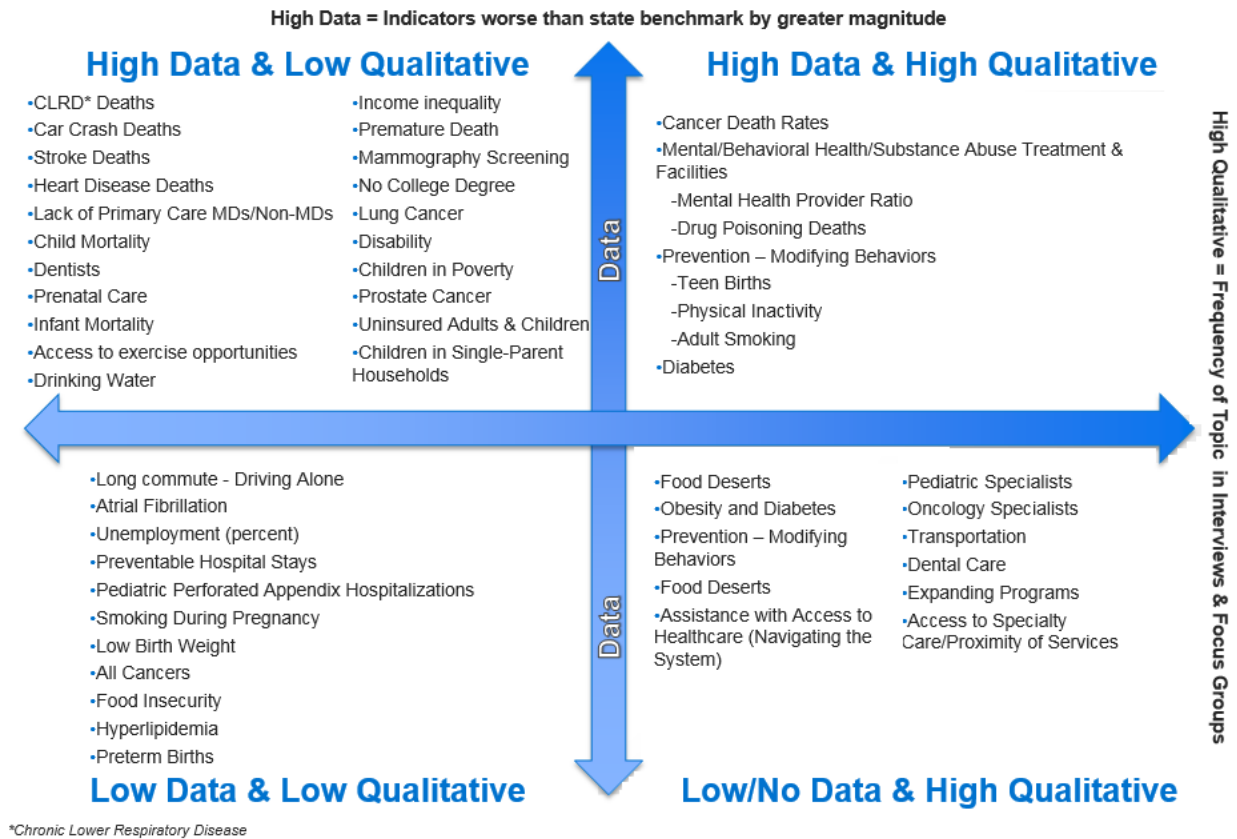 High Data = Indicators worse than state benchmark by greater magnitude
High Data & Low Qualitative
•CLRD* Deaths
•Car Crash Deaths
•Stroke Deaths
•Heart Disease Deaths
•Lack of Primary Care MDs/Non-MDs
•Child Mortality
•Dentists
•Prenatal Care
•Infant Mortality
•Access to exercise opportunities
•Drinking Water
•Income inequality
•Premature Death
•Mammography Screening
•No College Degree
•Lung Cancer
•Disability
•Children in Poverty
•Prostate Cancer
•Uninsured Adults & Children
•Children in Single-Parent
Households
High Data & High Qualitative
•Cancer Death Rates
•Mental/Behavioral Health/Substance Abuse Treatment &
Facilities
-Mental Health Provider Ratio
-Drug Poisoning Deaths
•Prevention – Modifying Behaviors
-Teen Births
-Physical Inactivity
-Adult Smoking
•Diabetes
Data
High Qualitative = Frequency of Topic in Interviews & Focus Groups
•Long commute - Driving Alone
•Atrial Fibrillation
•Unemployment (percent)
•Preventable Hospital Stays
•Pediatric Perforated Appendix Hospitalizations
•Smoking During Pregnancy
•Low Birth Weight
•All Cancers
•Food Insecurity
•Hyperlipidemia
•Preterm Births
Low Data & Low Qualitative
Data
•Food Deserts
•Obesity and Diabetes
•Prevention – Modifying
Behaviors
•Food Deserts
•Assistance with Access to
Healthcare (Navigating the
System)
•Pediatric Specialists
•Oncology Specialists
•Transportation
•Dental Care
•Expanding Programs
•Access to Specialty
Care/Proximity of Services
Low/No Data & High Qualitative
*Chronic Lower Respiratory Disease